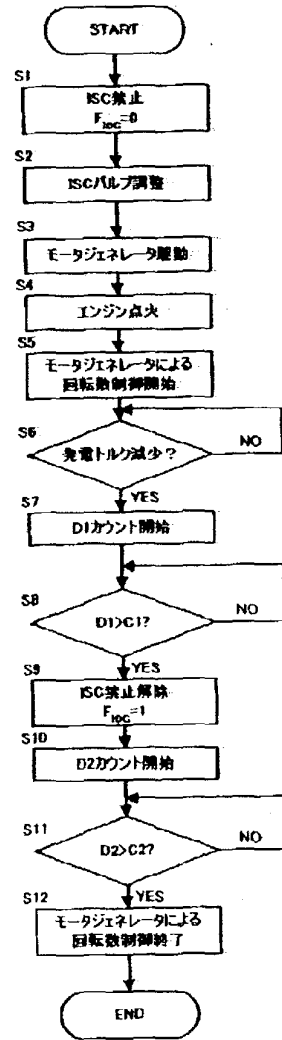 START
S1
ISC禁止
F_IDC=0
S2
ISCバルブ調整
S3
モータジェネレータ駆動
S4
エンジン点火
S5
モータジェネレータによる
回転数制御開始
S6
発電トルク減少？
NO
YES
S7
D1カウント開始
S8
D1>C1?
NO
YES
S9
ISC禁止解除
F_IDC=1
S10
D2カウント開始
S11
D2>C2?
NO
YES
S12
モータジェネレータによる
回転数制御終了
END